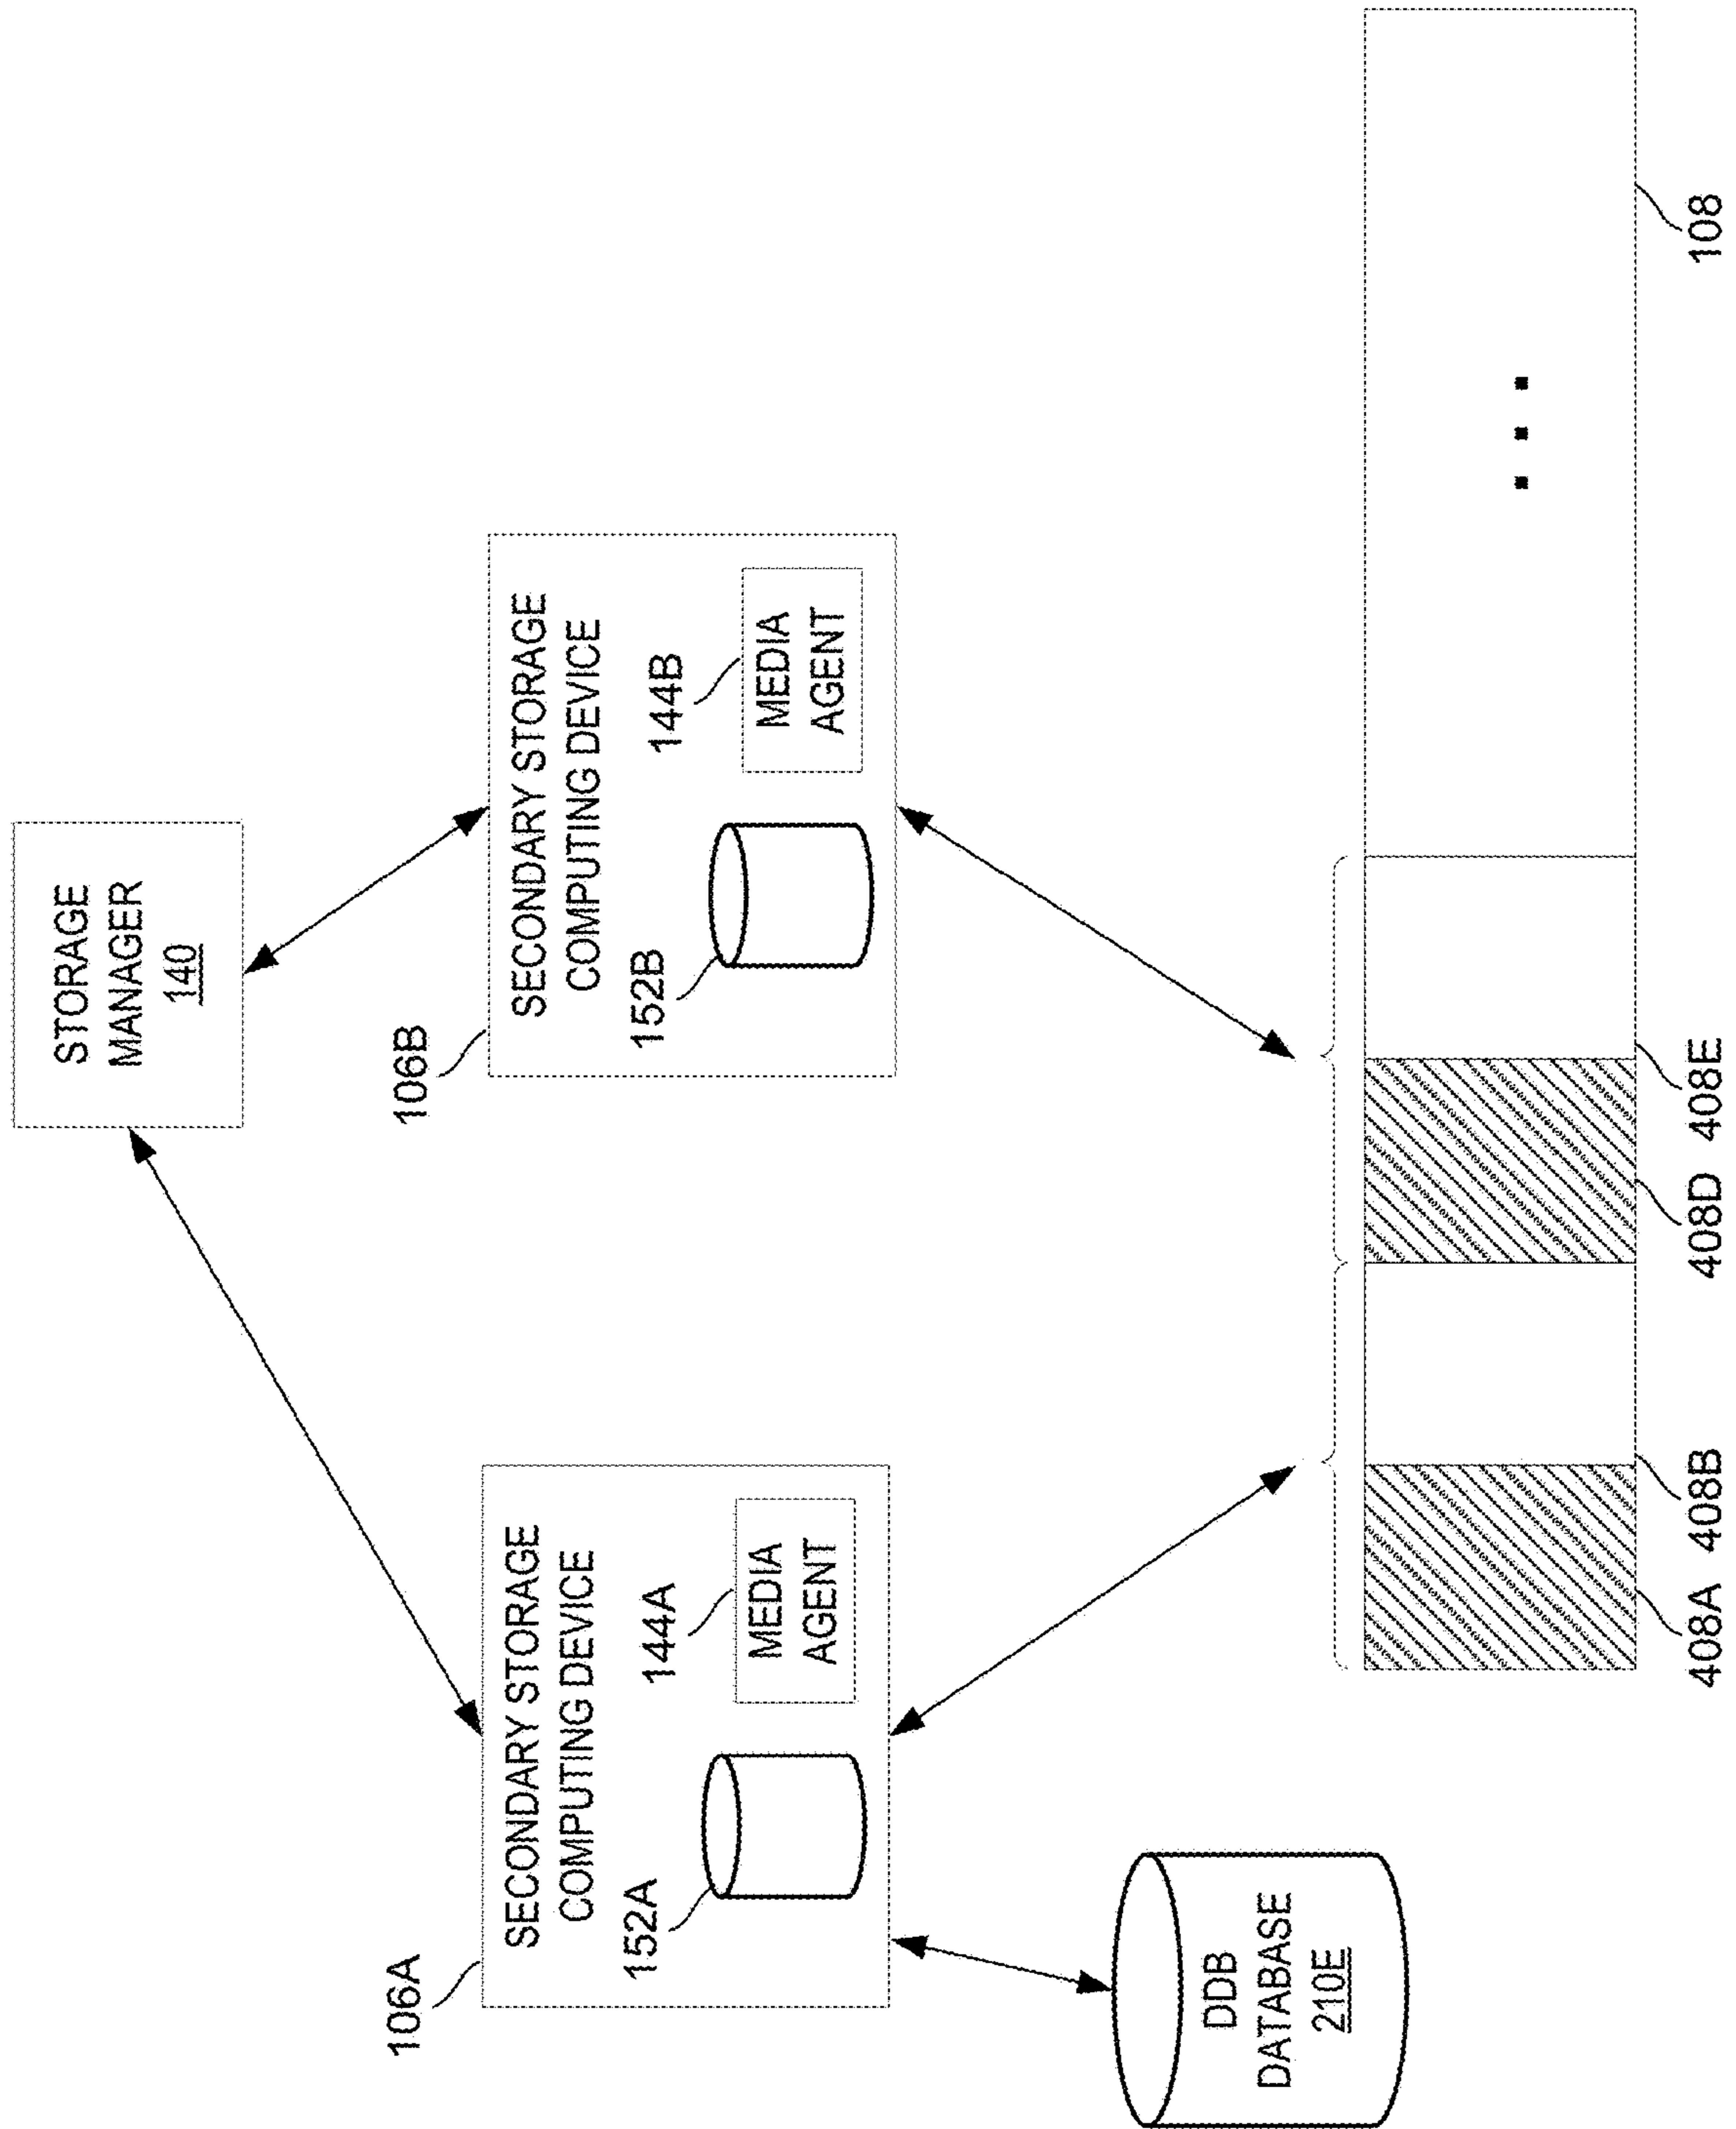 STORAGE
MANAGER
140
106A
SECONDARY STORAGE
COMPUTING DEVICE
152A
144A
MEDIA
AGENT
106B
SECONDARY STORAGE
COMPUTING DEVICE
152B
144B
MEDIA
AGENT
DDB
DATABASE
210E
408A
408B
408D
408E
108